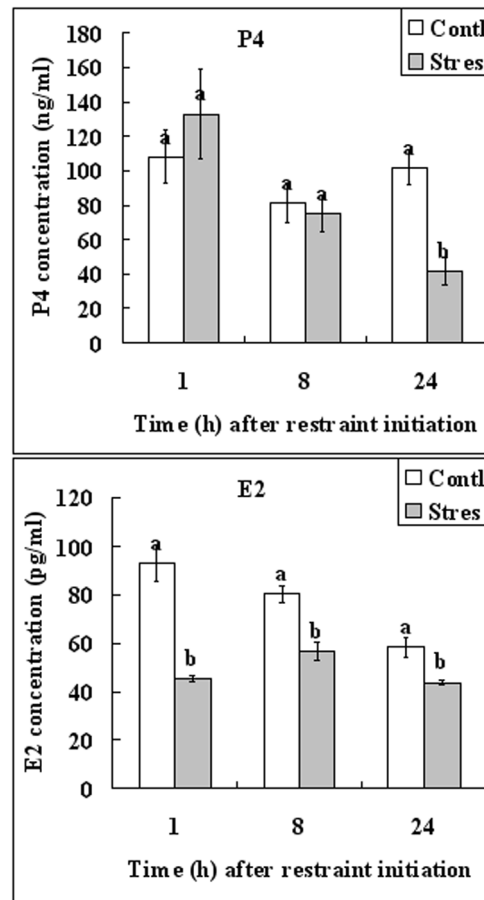 P4
Contl
Stres
P4 concentration (ng/ml)
180
160
140
120
100
80
60
40
20
0
a
a
a
a
a
b
1 8 24
Time (h) after restraint initiation
E2
Contl
Stres
E2 concentration (pg/ml)
120
100
80
60
40
20
0
a
b
a
b
a
b
1 8 24
Time (h) after restraint initiation